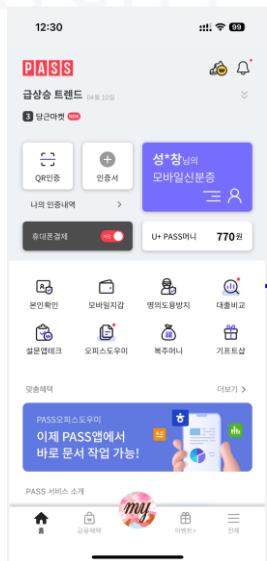 12:30
99
PASS
급상승 트렌드 04월 10일
3 당근마켓
QR인증
인증서
성*창님의
모바일신분증
나의 인증내역 >
휴대폰결제
U+ PASS머니 770원
본인확인
모바일지갑
명의도용방지
대출비교
설문앱테크
오피스도우미
복주머니
기프트샵
맞춤혜택
더보기 >
PASS오피스도우미
이제 PASS앱에서
바로 문서 작업 가능!
PASS 서비스 소개
홈
금융혜택
my
이벤트+
전체